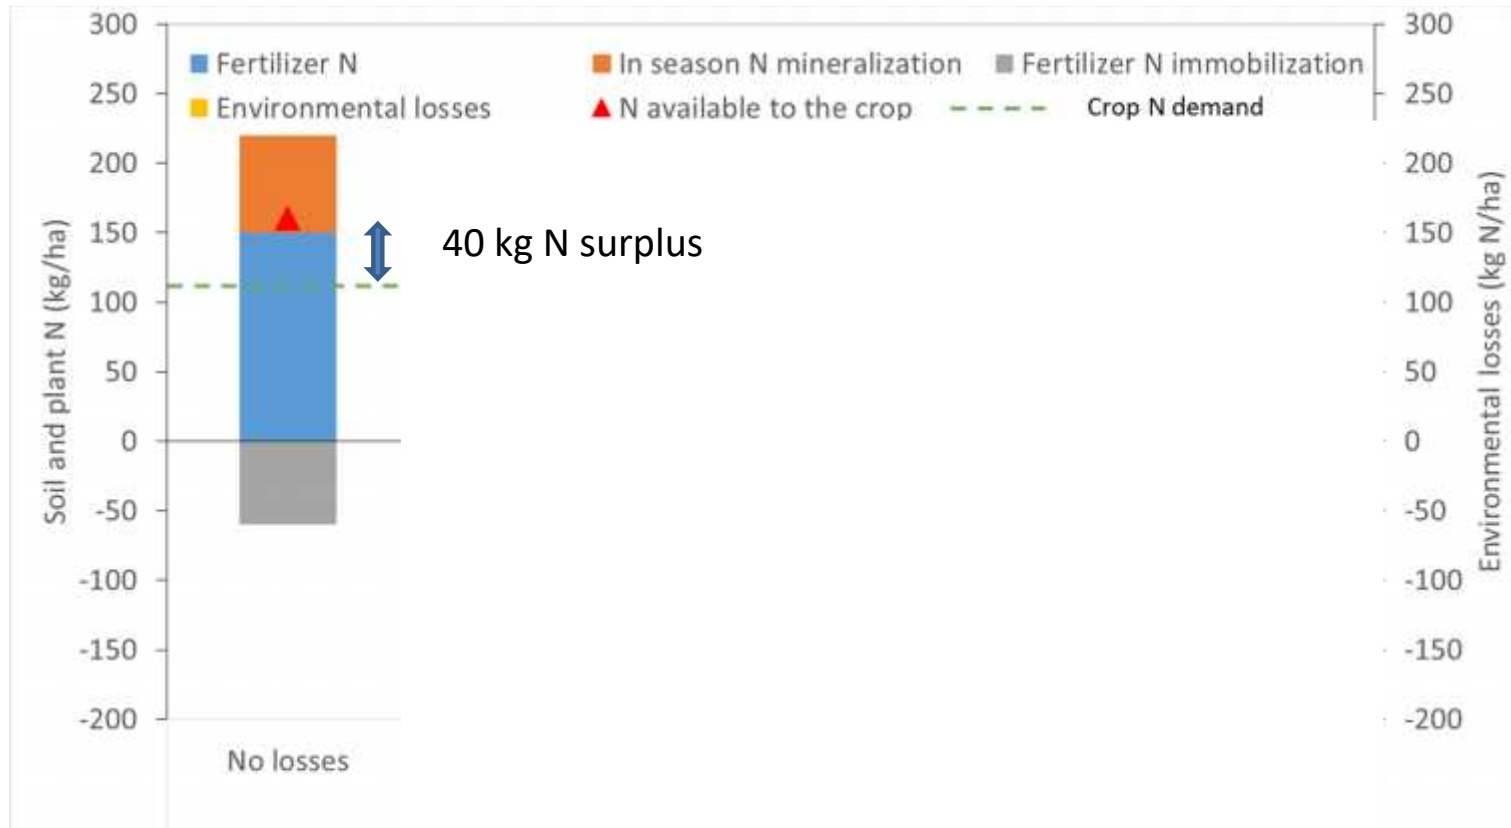 300
250
200
150
100
50
0
-50
-100
-150
-200
Soil and plant N (kg/ha)
Fertilizer N
In season N mineralization
Fertilizer N immobilization
Environmental losses
N available to the crop
Crop N demand
40 kg N surplus
No losses
300
250
200
150
100
50
0
-50
-100
-150
-200
Environmental losses (kg N/ha)